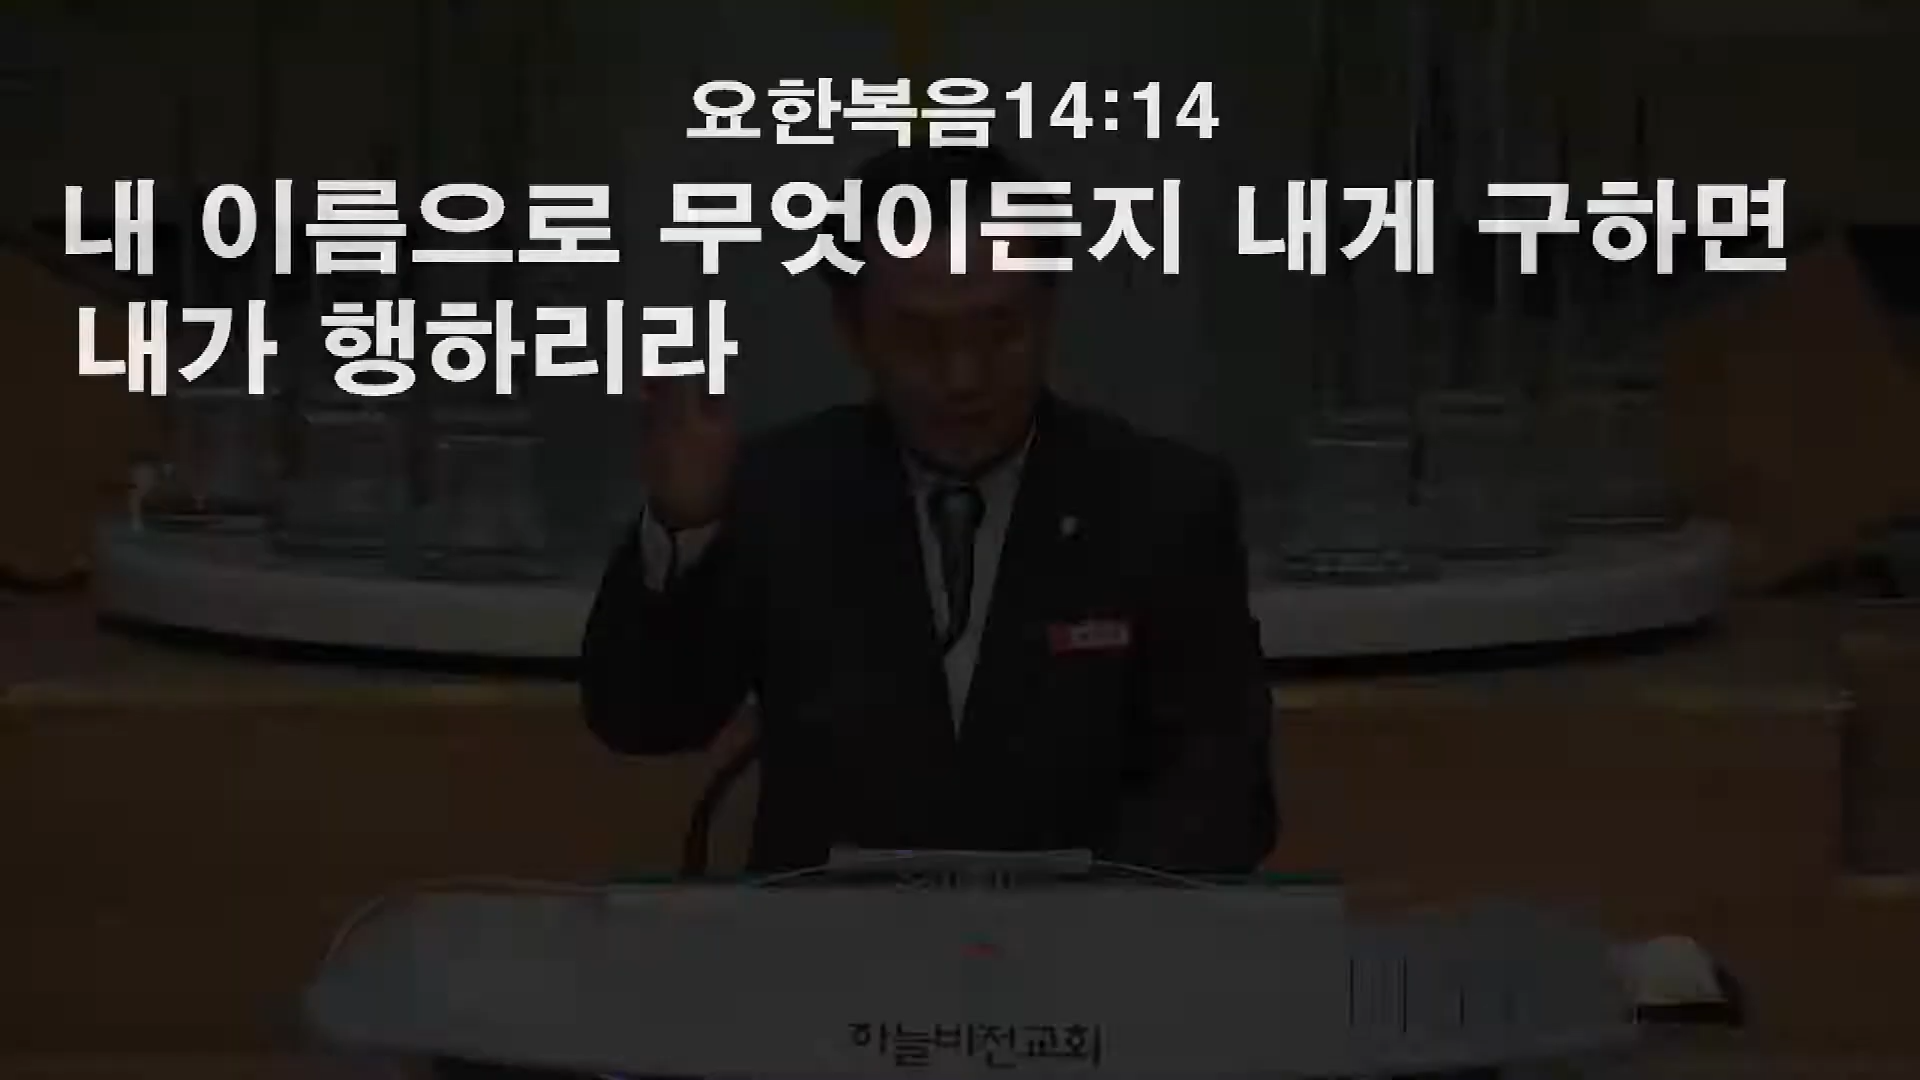 요한복음14:14
내 이름으로 무엇이든지 내게 구하면
내가 행하리라
하늘비전교회